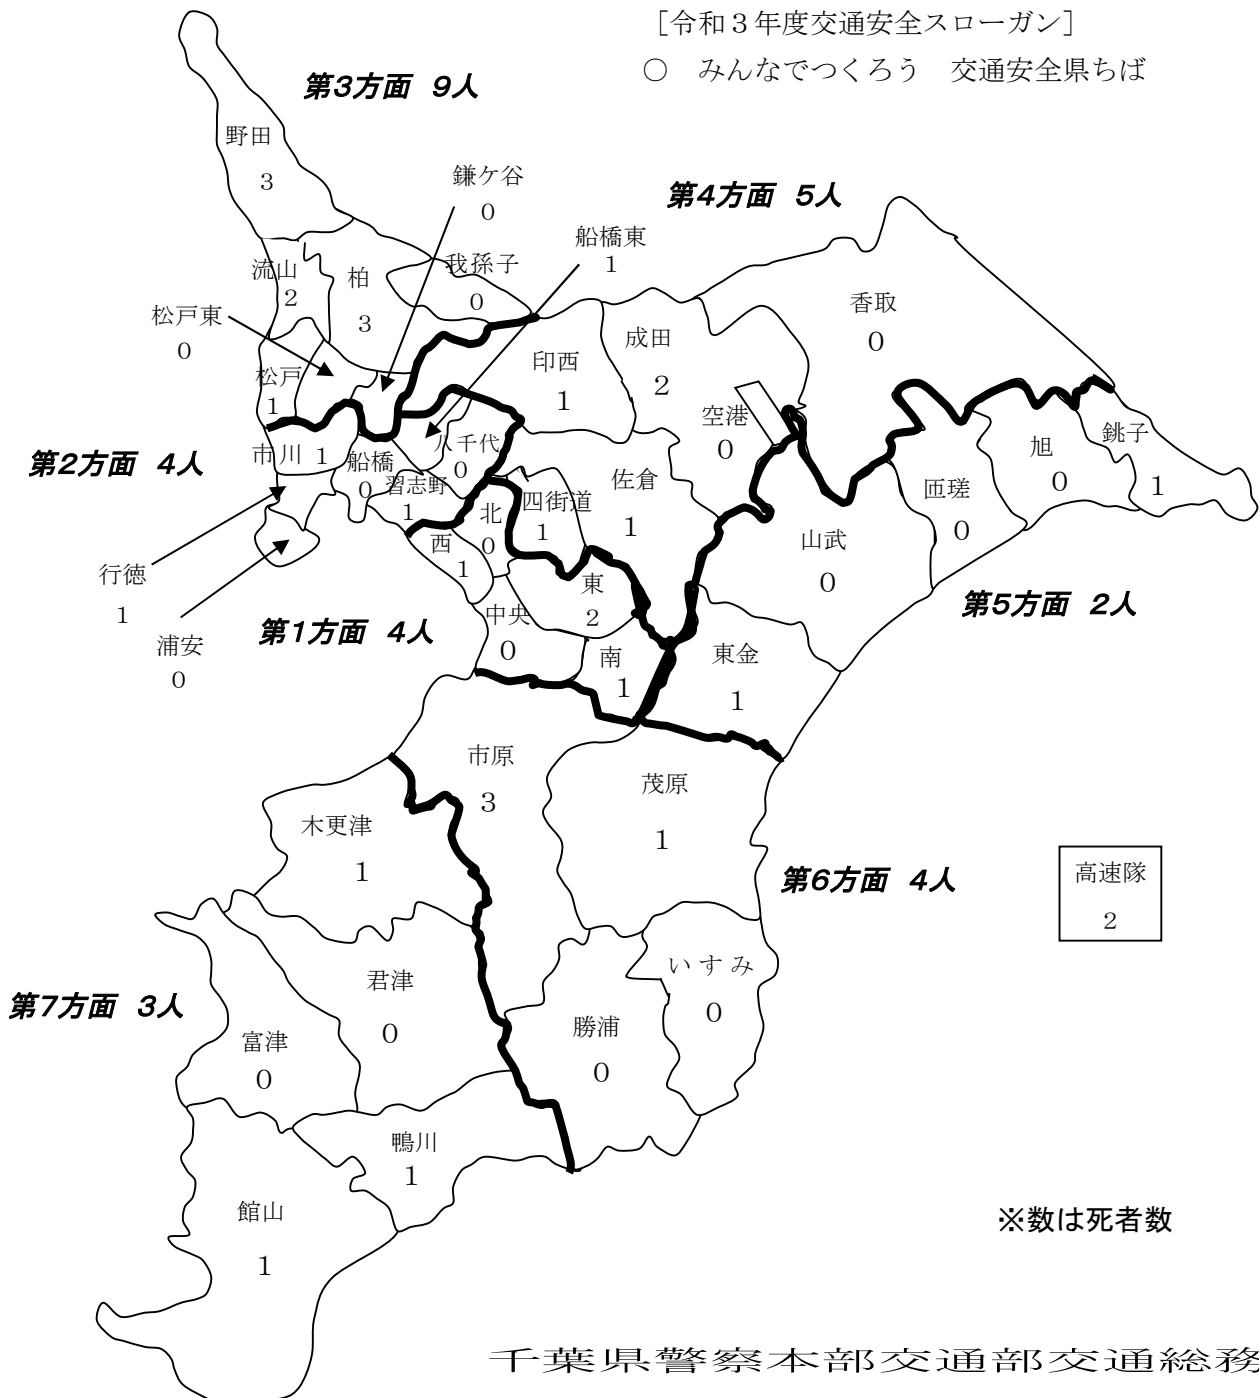 ［令和３年度交通安全スローガン］
○　みんなでつくろう　交通安全県ちば
第3方面 9人
野田
3
鎌ケ谷
0
第4方面 5人
船橋東
1
我孫子
0
流山
2
柏
3
松戸東
0
香取
0
成田
2
印西
1
松戸
1
空港
0
銚子
1
旭
0
市川 1
第2方面 4人
船橋
0
八千代
0
習志野
1
佐倉
1
四街道
1
北
0
匝瑳
0
山武
0
西
1
行徳
1
東
2
第5方面 2人
浦安
0
第1方面 4人
中央
0
南
1
東金
1
市原
3
茂原
1
木更津
1
第6方面 4人
高速隊
2
いすみ
0
君津
0
第7方面 3人
富津
0
勝浦
0
鴨川
1
館山
1
※数は死者数
千葉県警察本部交通部交通総務